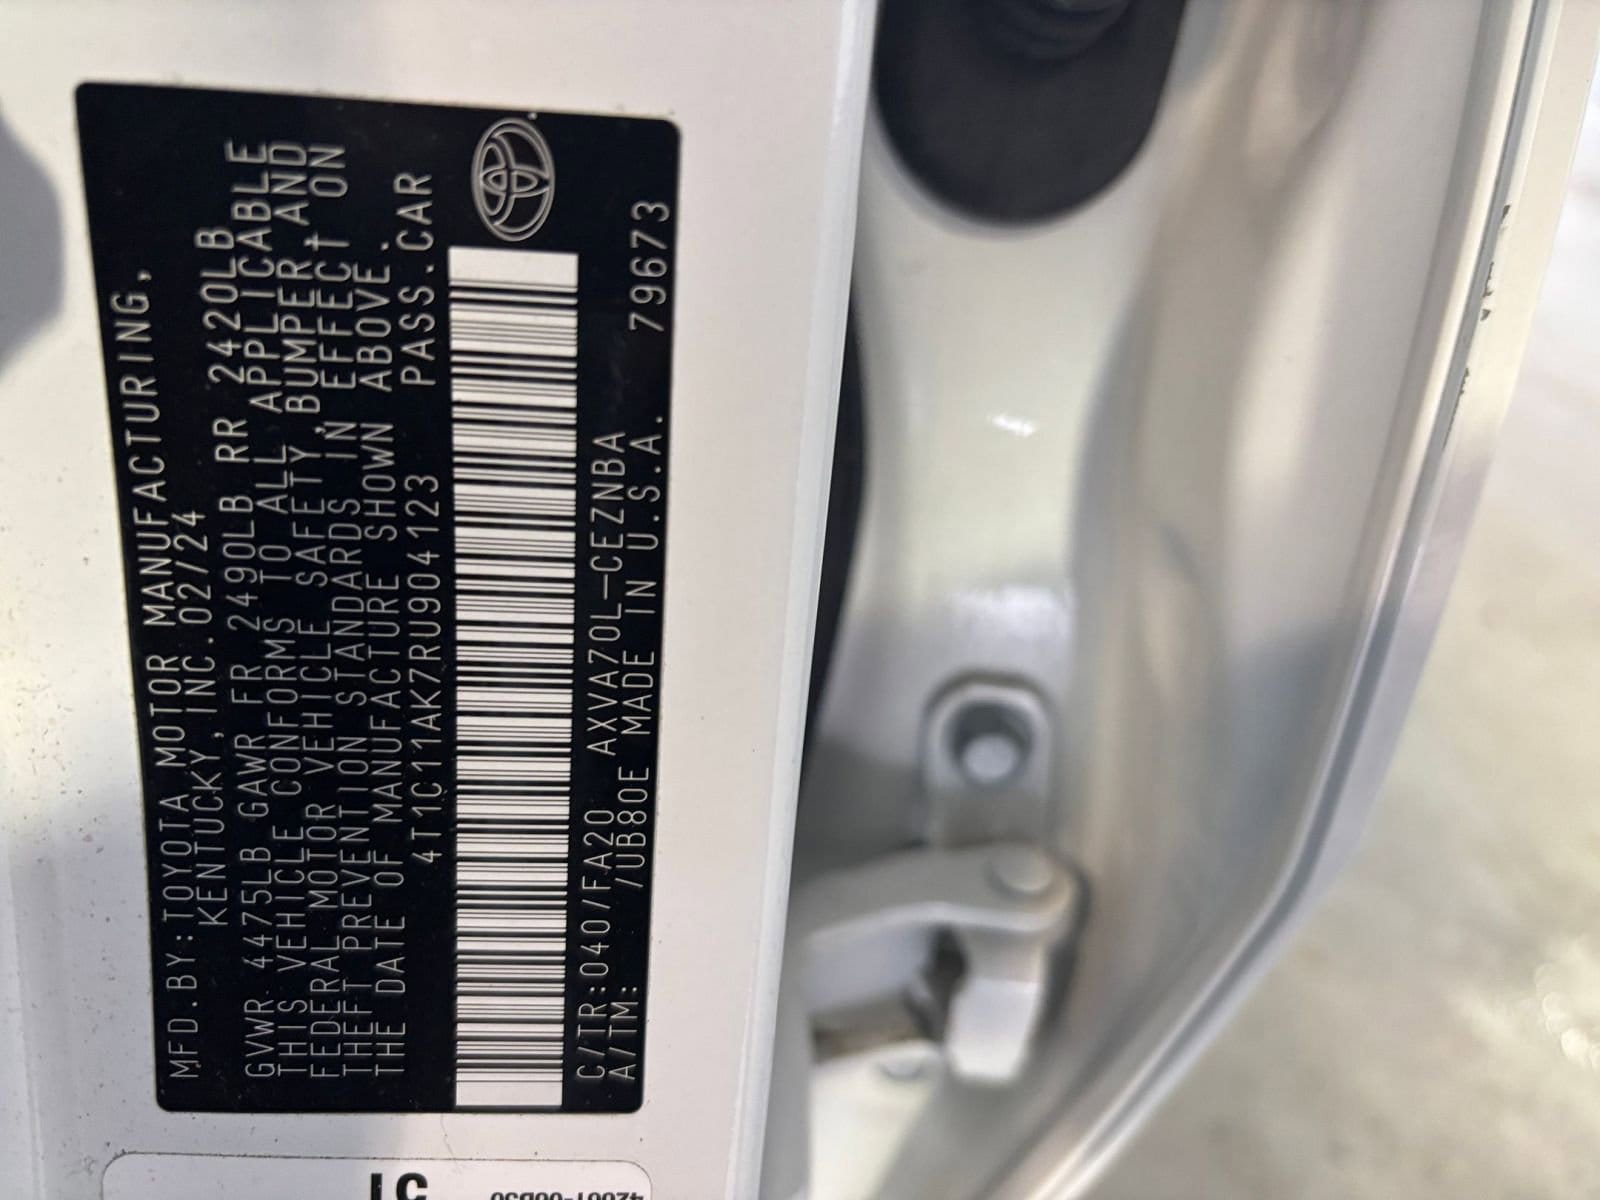 MFD.BY:TOYOTA MOTOR MANUFACTURING,
KENTUCKY, INC.02/24
GVWR 4475LB GAWR FR 2490LB RR 2420LB
THIS VEHICLE CONFORMS TO ALL APPLICABLE
FEDERAL MOTOR VEHICLE SAFETY,BUMPER,AND
THEFT PREVENTION STANDARDS IN EFFECT ON
THE DATE OF MANUFACTURE SHOWN ABOVE.
4T1C11AK7RU904123 PASS.CAR
C/TR:040/FA20 AXVA70L-CEZNBA 79673
A/TM: /UB80E MADE IN U.S.A.